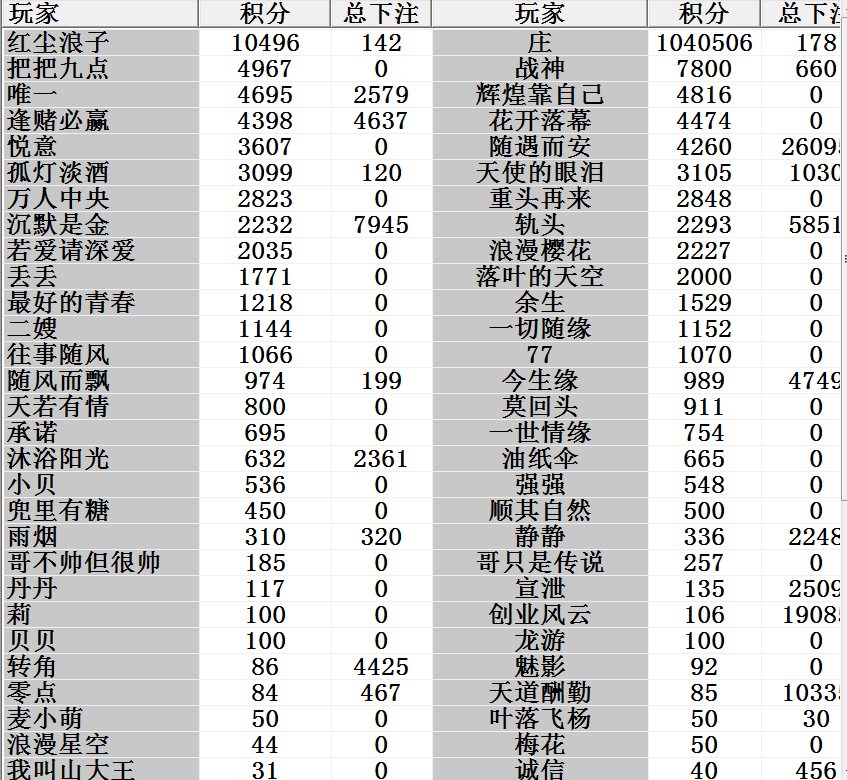 玩家 积分 总下注 玩家 积分 总下注
红尘浪子 10496 142 庄 1040506 178
把把九点 4967 0 战神 7800 660
唯一 4695 2579 辉煌靠自己 4816 0
逢赌必赢 4398 4637 花开落幕 4474 0
悦意 3607 0 随遇而安 4260 2609
孤灯淡酒 3099 120 天使的眼泪 3105 1030
万人中央 2823 0 重头再来 2848 0
沉默是金 2232 7945 轨头 2293 5851
若爱请深爱 2035 0 浪漫樱花 2227 0
丢丢 1771 0 落叶的天空 2000 0
最好的青春 1218 0 余生 1529 0
二嫂 1144 0 一切随缘 1152 0
往事随风 1066 0 77 1070 0
随风而飘 974 199 今生缘 989 4749
天若有情 800 0 莫回头 911 0
承诺 695 0 一世情缘 754 0
沐浴阳光 632 2361 油纸伞 665 0
小贝 536 0 强强 548 0
兜里有糖 450 0 顺其自然 500 0
雨烟 310 320 静静 336 2248
哥不帅但很帅 185 0 哥只是传说 257 0
丹丹 117 0 宣泄 135 2509
莉 100 0 创业风云 106 1908
贝贝 100 0 龙游 100 0
转角 86 4425 魅影 92 0
零点 84 467 天道酬勤 85 1033
麦小萌 50 0 叶落飞杨 50 30
浪漫星空 44 0 梅花 50 0
我叫山大王 31 0 诚信 40 456